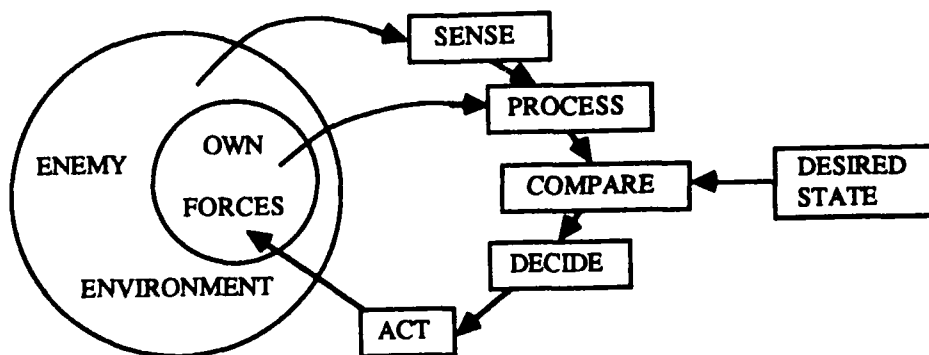 SENSE
PROCESS
OWN
ENEMY
FORCES
COMPARE
DESIRED
STATE
DECIDE
ENVIRONMENT
ACT